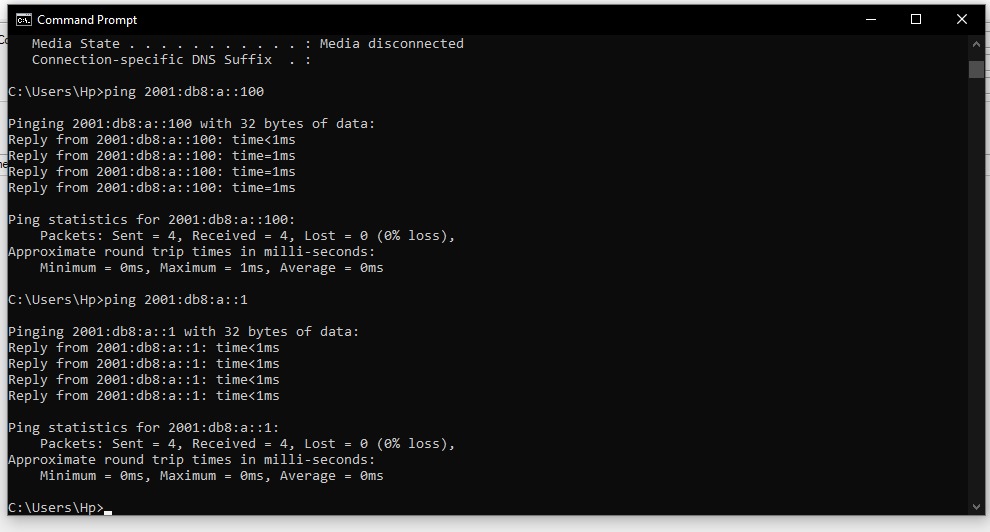 Command Prompt
Media State . . . . . . . . . . . : Media disconnected
Connection-specific DNS Suffix  . :
C:\Users\Hp>ping 2001:db8:a::100
Pinging 2001:db8:a::100 with 32 bytes of data:
Reply from 2001:db8:a::100: time<1ms
Reply from 2001:db8:a::100: time=1ms
Reply from 2001:db8:a::100: time=1ms
Reply from 2001:db8:a::100: time=1ms
Ping statistics for 2001:db8:a::100:
Packets: Sent = 4, Received = 4, Lost = 0 (0% loss),
Approximate round trip times in milli-seconds:
Minimum = 0ms, Maximum = 1ms, Average = 0ms
C:\Users\Hp>ping 2001:db8:a::1
Pinging 2001:db8:a::1 with 32 bytes of data:
Reply from 2001:db8:a::1: time<1ms
Reply from 2001:db8:a::1: time<1ms
Reply from 2001:db8:a::1: time<1ms
Reply from 2001:db8:a::1: time<1ms
Ping statistics for 2001:db8:a::1:
Packets: Sent = 4, Received = 4, Lost = 0 (0% loss),
Approximate round trip times in milli-seconds:
Minimum = 0ms, Maximum = 0ms, Average = 0ms
C:\Users\Hp>